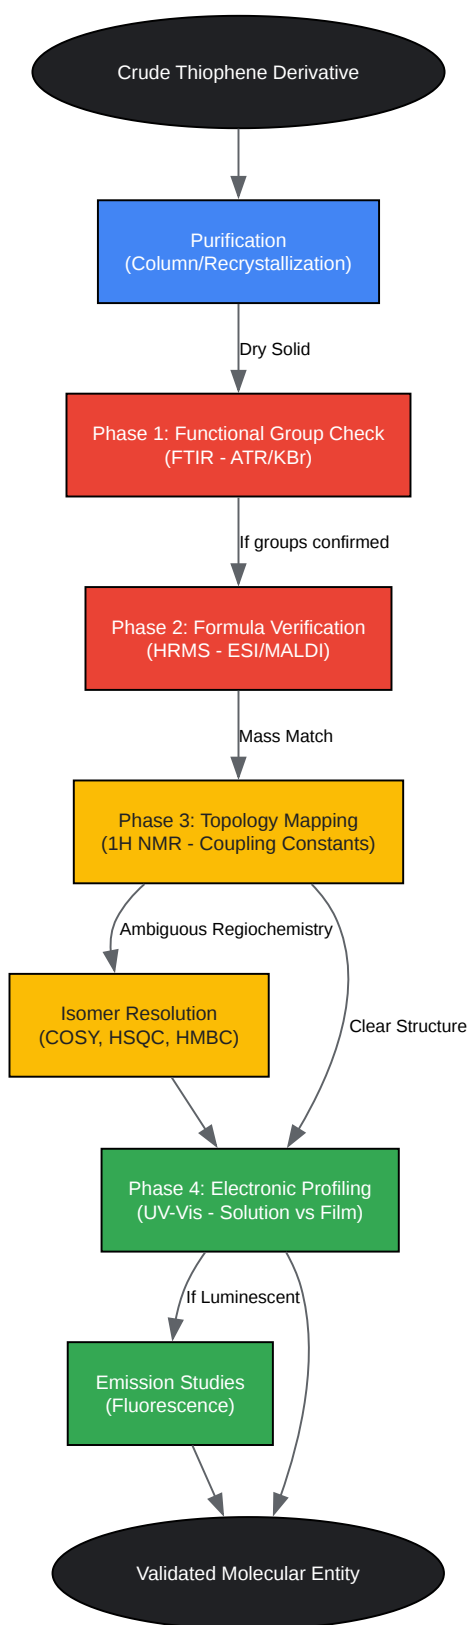 Crude Thiophene Derivative
Purification
(Column/Recrystallization)
Dry Solid
Phase 1: Functional Group Check
(FTIR - ATR/KBr)
If groups confirmed
Phase 2: Formula Verification
(HRMS - ESI/MALDI)
Mass Match
Phase 3: Topology Mapping
(1H NMR - Coupling Constants)
Ambiguous Regiochemistry
Isomer Resolution
(COSY, HSQC, HMBC)
Clear Structure
Phase 4: Electronic Profiling
(UV-Vis - Solution vs Film)
If Luminescent
Emission Studies
(Fluorescence)
Validated Molecular Entity